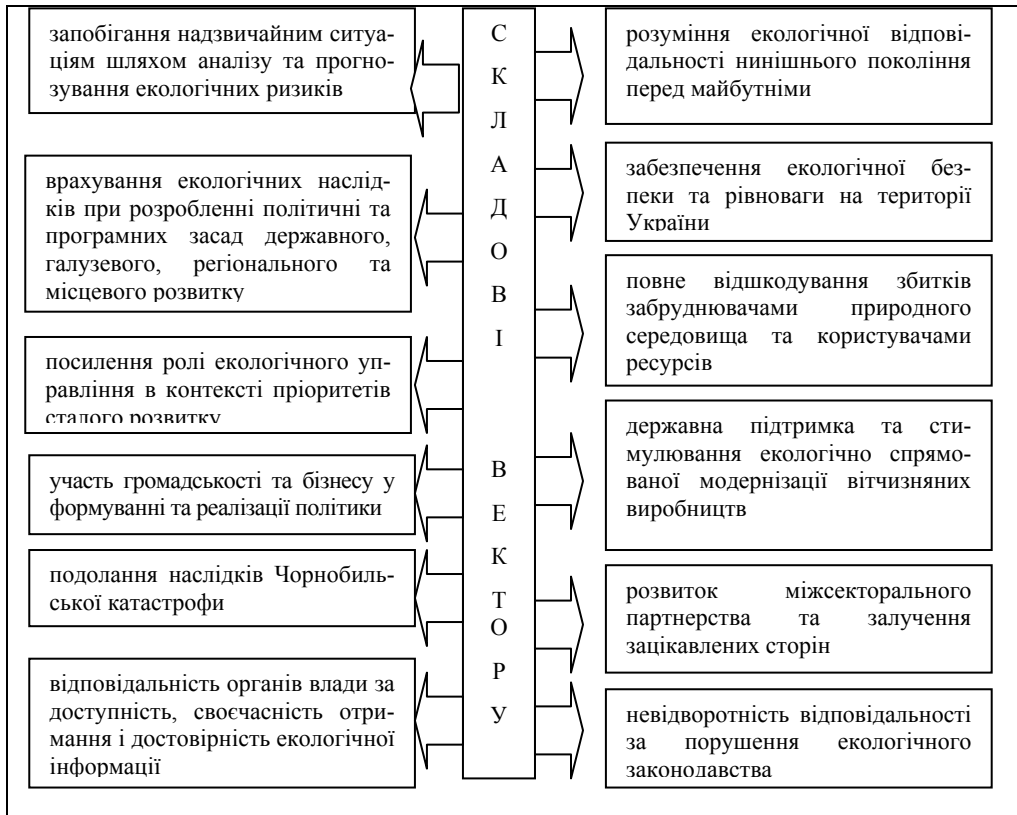 запобігання надзвичайним ситуа-
ціям шляхом аналізу та прогно-
зування екологічних ризиків
врахування екологічних наслід-
ків при розробленні політичні та
програмних засад державного,
галузевого, регіонального та
місцевого розвитку
посилення ролі екологічного уп-
равління в контексті пріоритетів
сталого розвитку
участь громадськості та бізнесу у
формуванні та реалізації політики
подолання наслідків Чорнобиль-
ської катастрофи
відповідальність органів влади за
доступність, своєчасність отри-
мання і достовірність екологічної
інформації
С
К
Л
А
Д
О
В
І
В
Е
К
Т
О
Р
У
розуміння екологічної відпові-
дальності нинішнього покоління
перед майбутніми
забезпечення екологічної без-
пеки та рівноваги на території
України
повне відшкодування збитків
забруднювачами природного
середовища та користувачами
ресурсів
державна підтримка та сти-
мулювання екологічно спрямо-
ваної модернізації вітчизняних
виробництв
розвиток міжсекторального
партнерства та залучення
зацікавлених сторін
невідворотність відповідальності
за порушення екологічного
законодавства